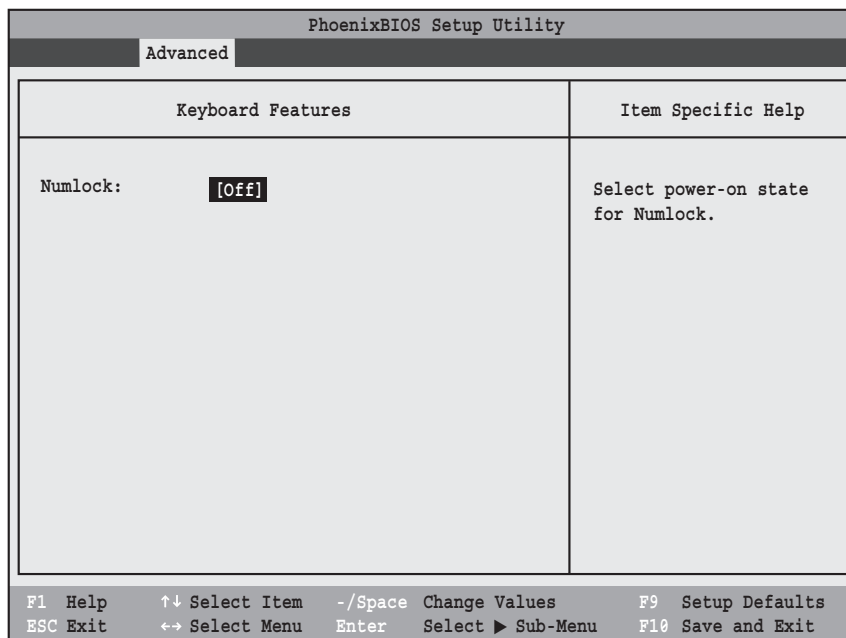 PhoenixBIOS Setup Utility
Advanced
Keyboard Features
Item Specific Help
Numlock: [Off]
Select power-on state
for Numlock.
F1 Help ↑↓ Select Item -/Space Change Values F9 Setup Defaults
ESC Exit ←→ Select Menu Enter Select ▶ Sub-Menu F10 Save and Exit